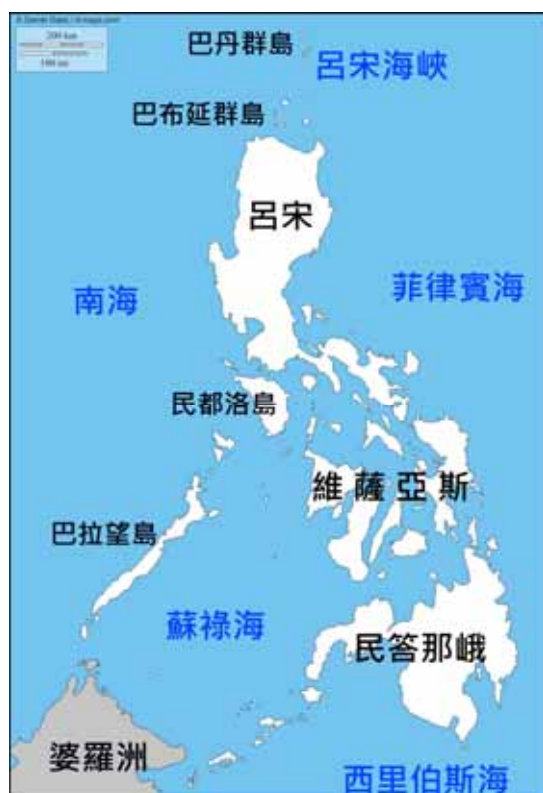 200 km
巴丹群島
呂宋海峽
巴布延群島
呂宋
南海
菲律賓海
民都洛島
維薩亞斯
巴拉望島
蘇祿海
民答那峨
婆羅洲
西里伯斯海